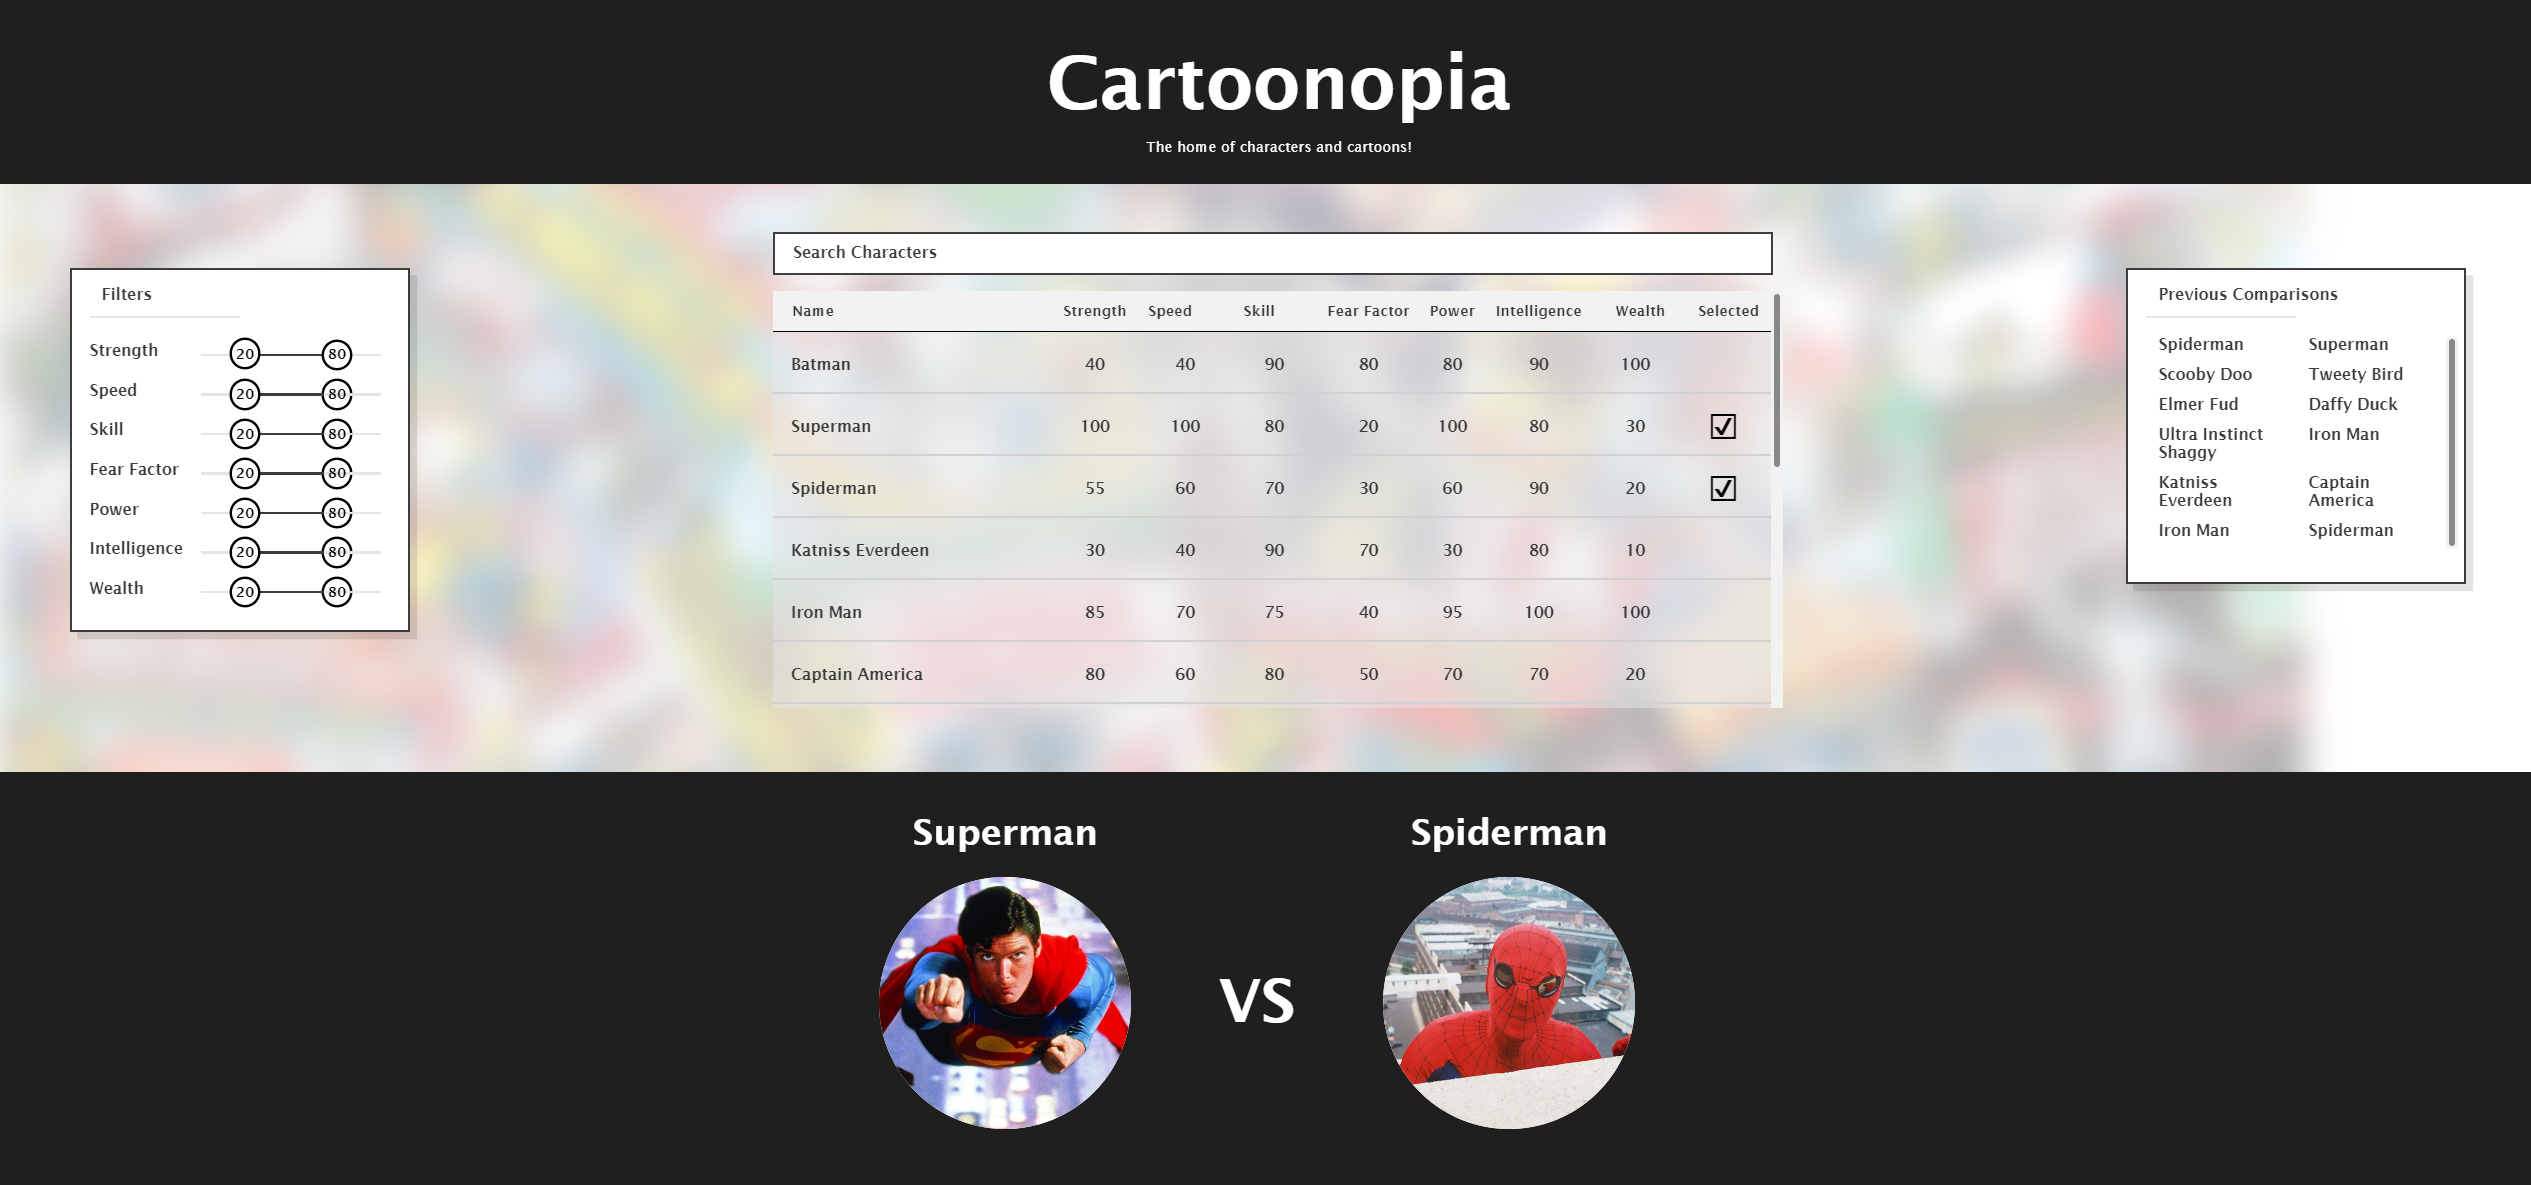 Cartoonopia
The home of characters and cartoons!
Search Characters
Filters
Strength 20 80
Speed 20 80
Skill 20 80
Fear Factor 20 80
Power 20 80
Intelligence 20 80
Wealth 20 80
Name Strength Speed Skill Fear Factor Power Intelligence Wealth Selected
Batman 40 40 90 80 80 90 100
Superman 100 100 80 20 100 80 30
Spiderman 55 60 70 30 60 90 20
Katniss Everdeen 30 40 90 70 30 80 10
Iron Man 85 70 75 40 95 100 100
Captain America 80 60 80 50 70 70 20
Previous Comparisons
Spiderman Superman
Scooby Doo Tweety Bird
Elmer Fud Daffy Duck
Ultra Instinct Iron Man
Shaggy
Katniss Captain
Everdeen America
Iron Man Spiderman
Superman Spiderman
VS